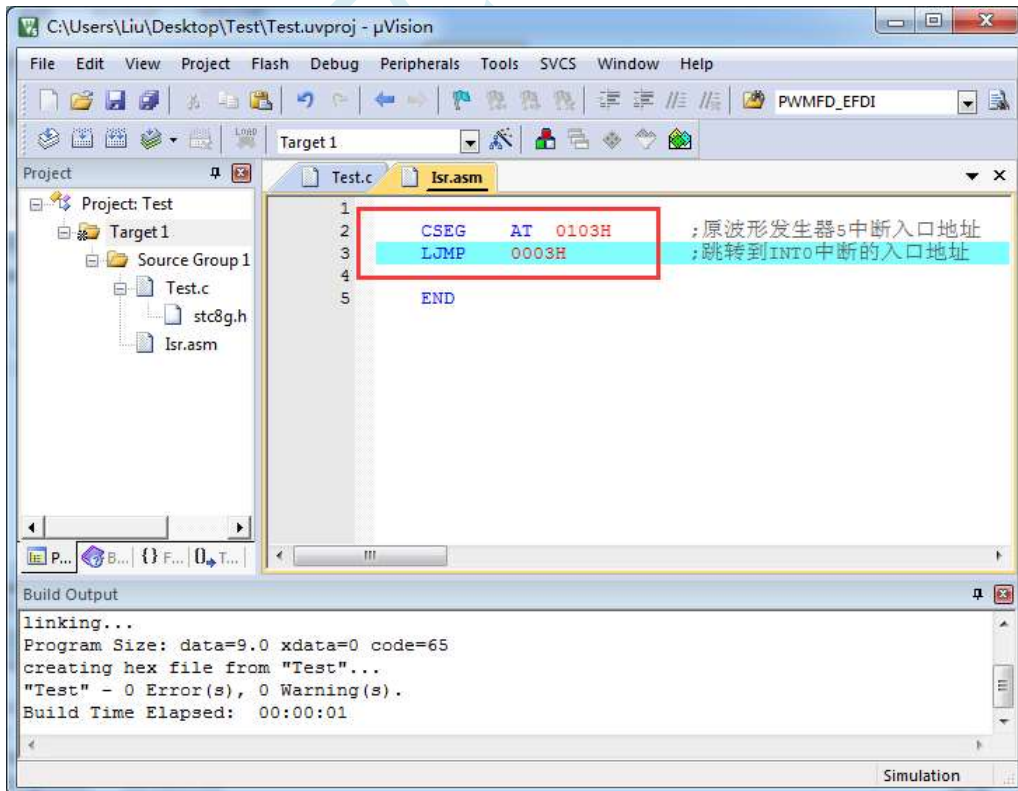 C:\Users\Liu\Desktop\Test\Test.uvproj - µVision
File Edit View Project Flash Debug Peripherals Tools SVCS Window Help
PWMFD_EFDI
LOAD Target 1
Project
Test.c Isr.asm
Project: Test
Target 1
Source Group 1
Test.c
stc8g.h
Isr.asm
1
2 CSEG AT 0103H ;原波形发生器5中断入口地址
3 LJMP 0003H ;跳转到INT0中断的入口地址
4
5 END
P... B... {} F... 0 T...
Build Output
linking...
Program Size: data=9.0 xdata=0 code=65
creating hex file from "Test"...
"Test" - 0 Error(s), 0 Warning(s).
Build Time Elapsed: 00:00:01
Simulation